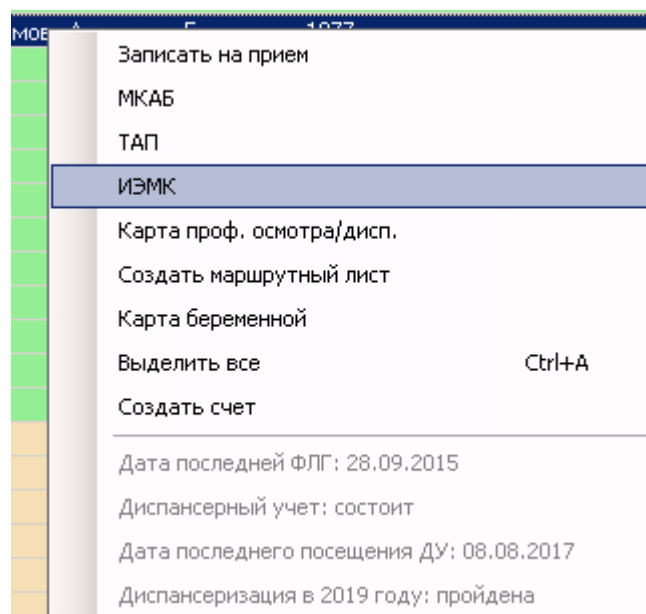 Записать на прием
МКАБ
ТАП
ИЭМК
Карта проф. осмотра/дисп.
Создать маршрутный лист
Карта беременной
Выделить все Ctrl+A
Создать счет
Дата последней ФЛГ: 28.09.2015
Диспансерный учет: состоит
Дата последнего посещения ДУ: 08.08.2017
Диспансеризация в 2019 году: пройдена